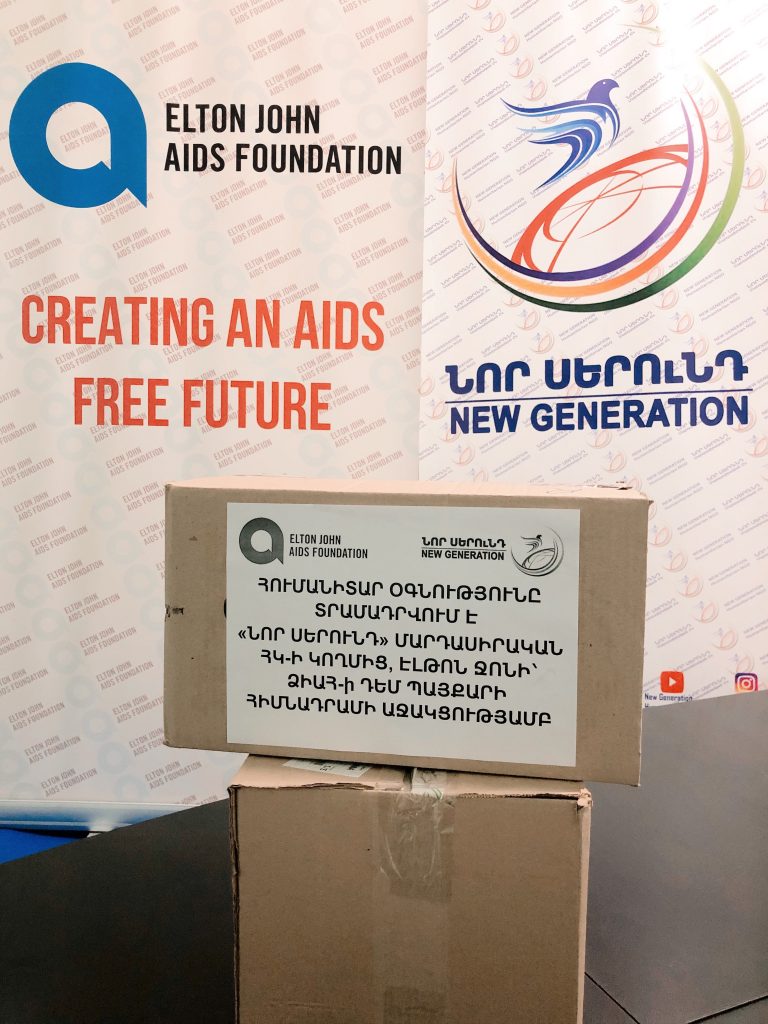 ELTON JOHN
AIDS FOUNDATION
CREATING AN AIDS
FREE FUTURE
ՆՈՐ ՍԵՐՈՒՆԴ
NEW GENERATION
ELTON JOHN
AIDS FOUNDATION
ՆՈՐ ՍԵՐՈՒՆԴ
NEW GENERATION
ՀՈՒՄԱՆԻՏԱՐ ՕԳՆՈՒԹՅՈՒՆԸ
ՏՐԱՄԱԴՐՎՈՒՄ Է
«ՆՈՐ ՍԵՐՈՒՆԴ» ՄԱՐԴԱՍԻՐԱԿԱՆ
ՀԿ-Ի ԿՈՂՄԻՑ, ԷԼԹՈՆ ՋՈՆԻ՝
ՁԻԱՀ-ի ԴԵՄ ՊԱՅՔԱՐԻ
ՀԻՄՆԱԴՐԱՄԻ ԱՋԱԿՑՈՒԹՅԱՄԲ
New Generation